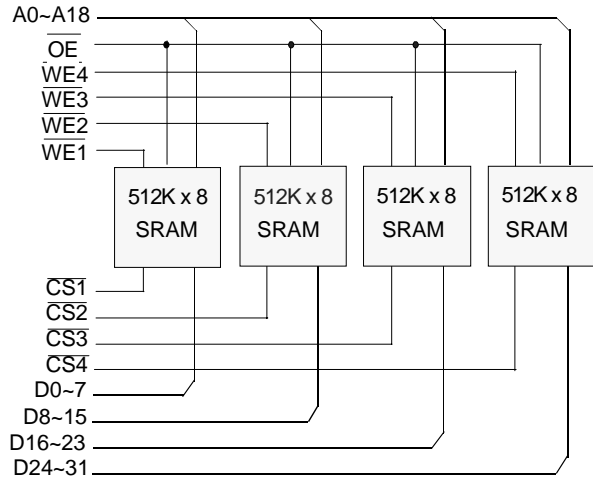 A0~A18
OE
WE4
WE3
WE2
WE1
512K x 8
SRAM
512K x 8
SRAM
512K x 8
SRAM
512K x 8
SRAM
CS1
CS2
CS3
CS4
D0~7
D8~15
D16~23
D24~31